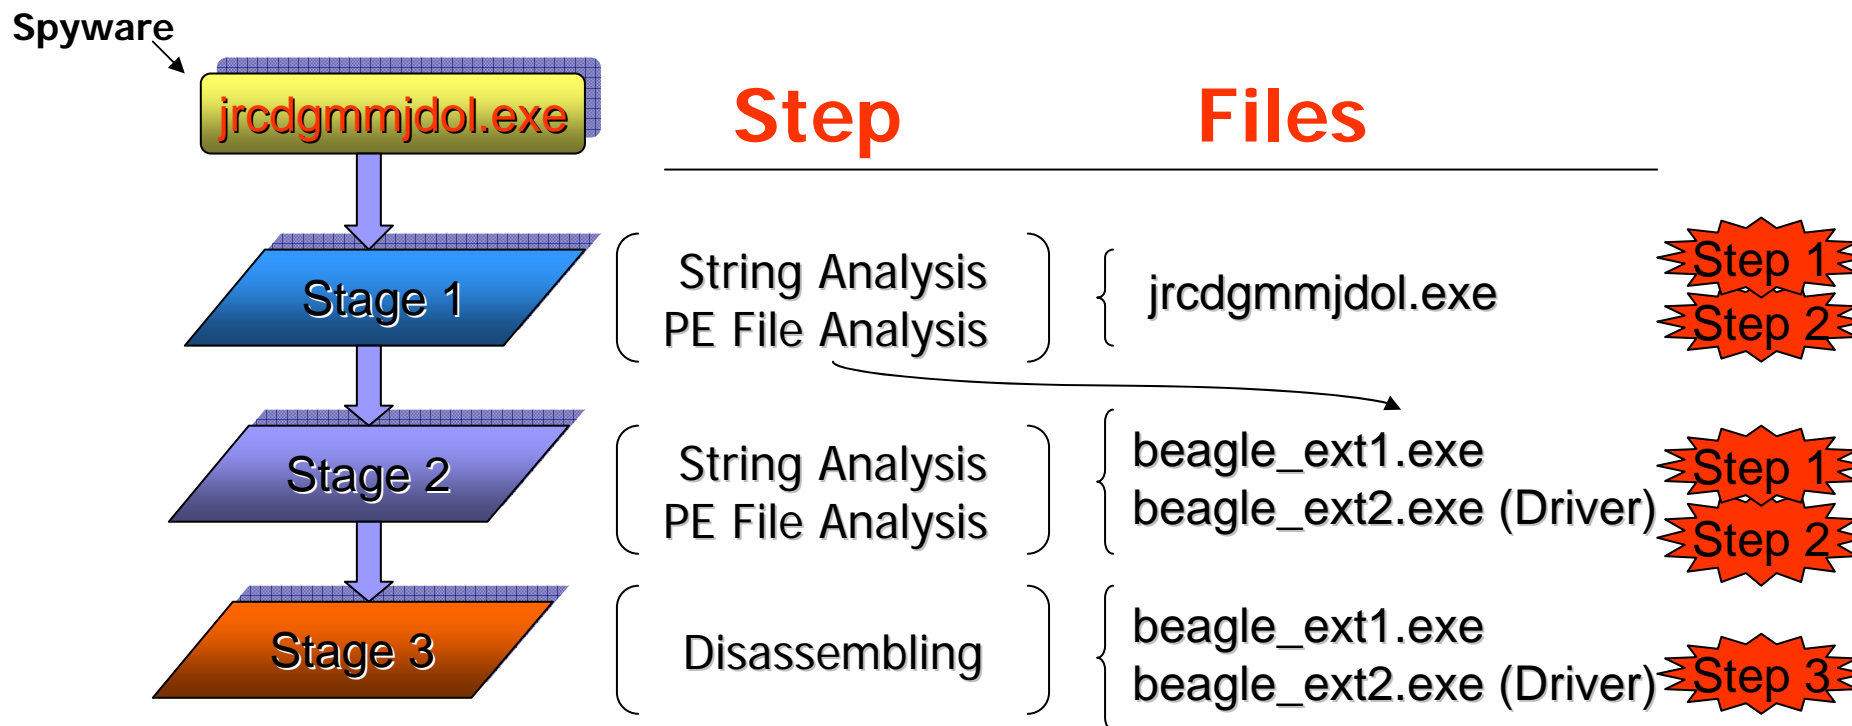 Spyware
jrcdgmmjdol.exe
Step
Files
Stage 1
String Analysis
PE File Analysis
jrcdgmmjdol.exe
Step 1
Step 2
Stage 2
String Analysis
PE File Analysis
beagle_ext1.exe
beagle_ext2.exe (Driver)
Step 1
Step 2
Stage 3
Disassembling
beagle_ext1.exe
beagle_ext2.exe (Driver)
Step 3